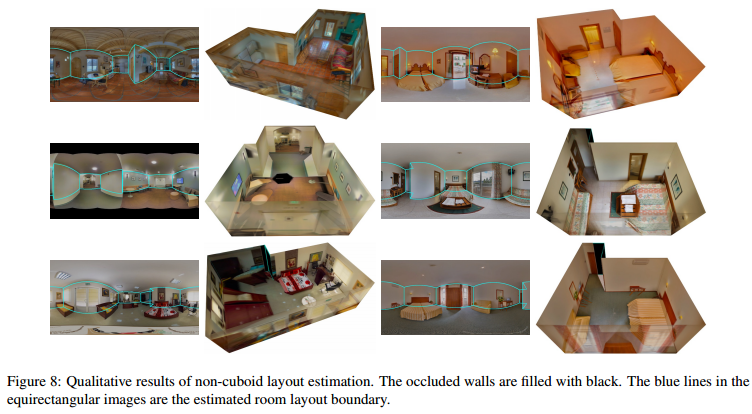 Figure 8: Qualitative results of non-cuboid layout estimation. The occluded walls are filled with black. The blue lines in the
equirectangular images are the estimated room layout boundary.